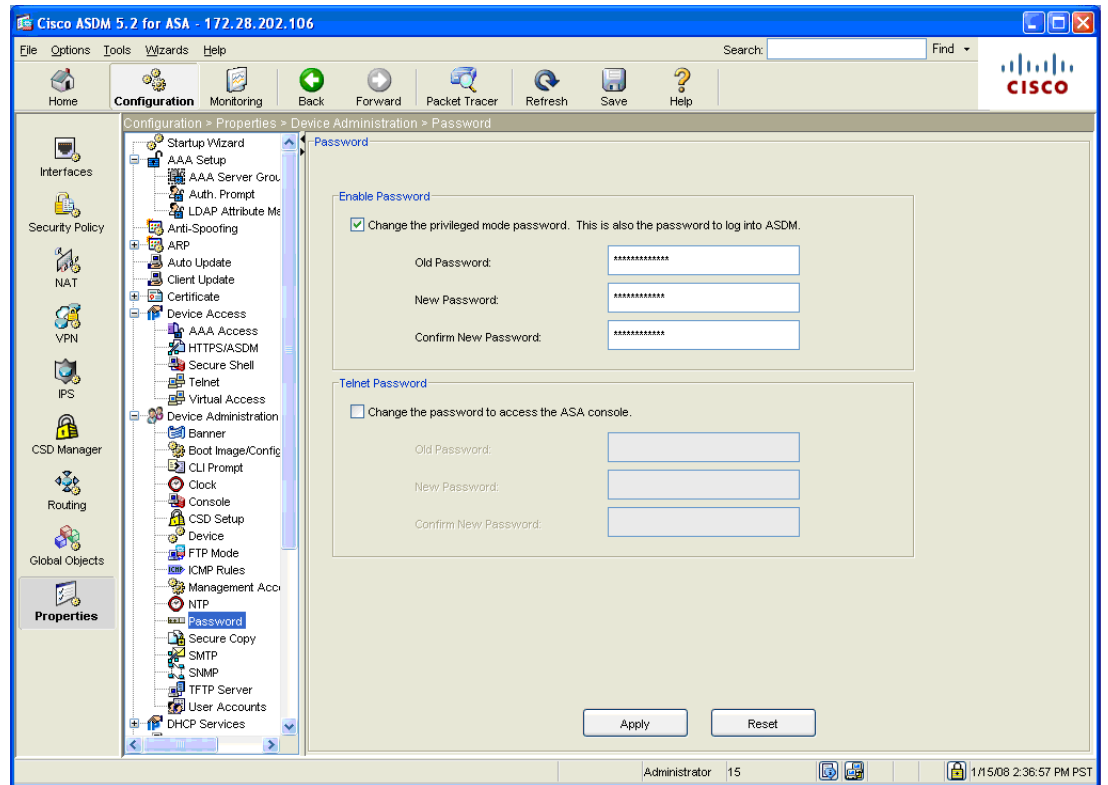 Cisco ASDM 5.2 for ASA - 172.28.202.106
File Options Tools Wizards Help
Search:
Find
Home
Configuration
Monitoring
Back
Forward
Packet Tracer
Refresh
Save
Help
CISCO
Configuration > Properties > Device Administration > Password
Interfaces
Security Policy
NAT
VPN
IPS
CSD Manager
Routing
Global Objects
Properties
Startup Wizard
AAA Setup
AAA Server Grou
Auth. Prompt
LDAP Attribute Ma
Anti-Spoofing
ARP
Auto Update
Client Update
Certificate
Device Access
AAA Access
HTTPS/ASDM
Secure Shell
Telnet
Virtual Access
Device Administration
Banner
Boot Image/Config
CLI Prompt
Clock
Console
CSD Setup
Device
FTP Mode
ICMP Rules
Management Acce
NTP
Password
Secure Copy
SMTP
SNMP
TFTP Server
User Accounts
DHCP Services
Password
Enable Password
Change the privileged mode password. This is also the password to log into ASDM.
Old Password: *************
New Password: ************
Confirm New Password: ************
Telnet Password
Change the password to access the ASA console.
Old Password:
New Password:
Confirm New Password:
Apply
Reset
Administrator
15
1/15/08 2:36:57 PM PST